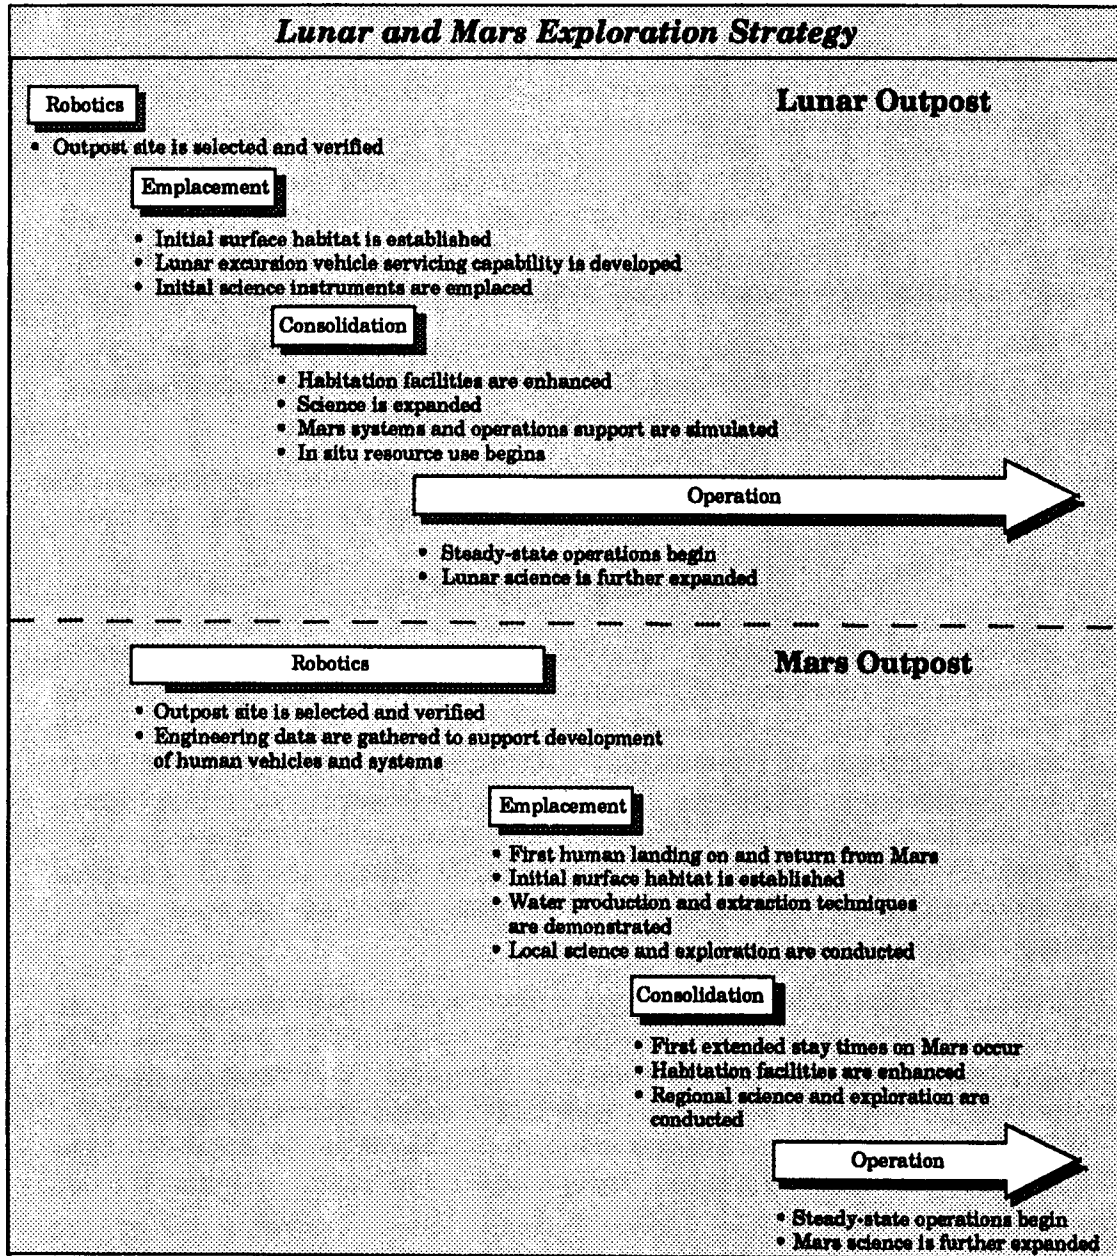 Lunar and Mars Exploration Strategy
Lunar Outpost
Robotics
• Outpost site is selected and verified
Emplacement
• Initial surface habitat is established
• Lunar excursion vehicle servicing capability is developed
• Initial science instruments are emplaced
Consolidation
• Habitation facilities are enhanced
• Science is expanded
• Mars systems and operations support are simulated
• In situ resource use begins
Operation
• Steady-state operations begin
• Lunar science is further expanded
Mars Outpost
Robotics
• Outpost site is selected and verified
• Engineering data are gathered to support development
of human vehicles and systems
Emplacement
• First human landing on and return from Mars
• Initial surface habitat is established
• Water production and extraction techniques
are demonstrated
• Local science and exploration are conducted
Consolidation
• First extended stay times on Mars occur
• Habitation facilities are enhanced
• Regional science and exploration are
conducted
Operation
• Steady-state operations begin
• Mars science is further expanded